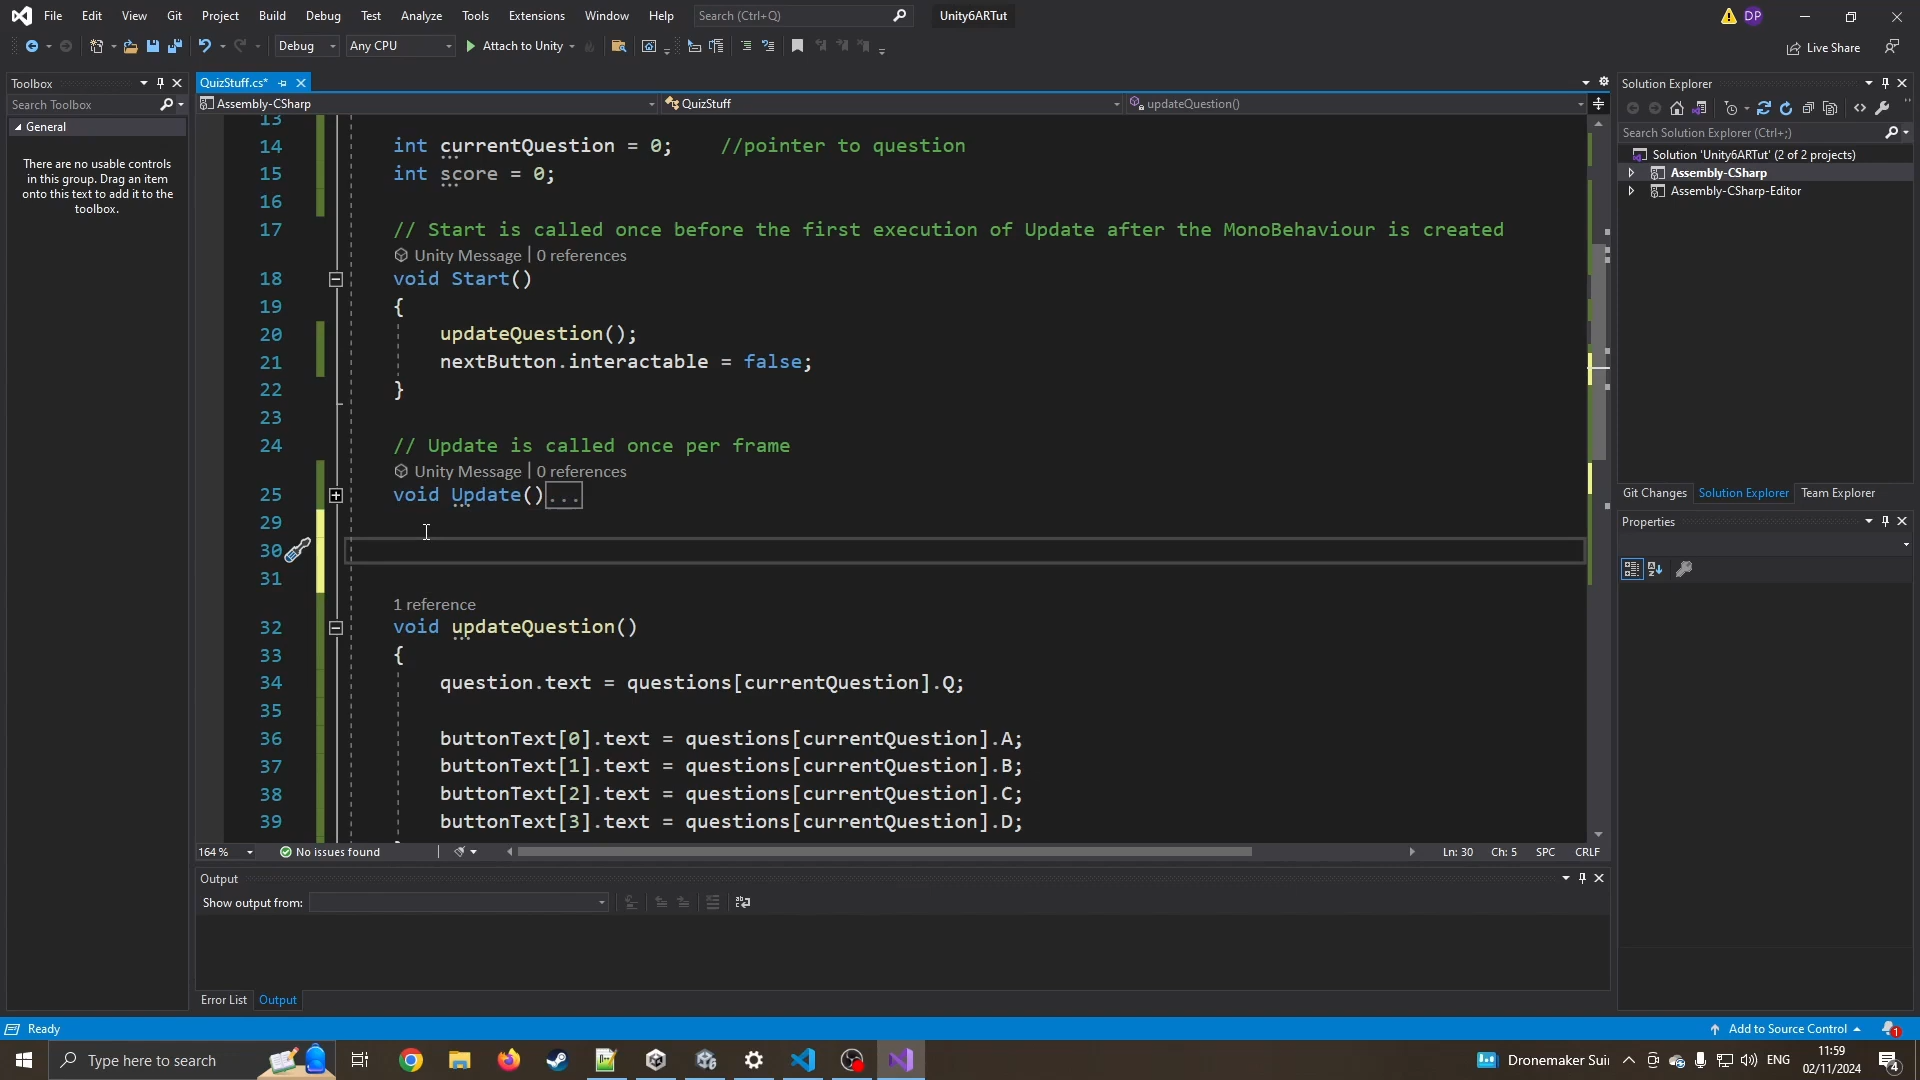 File Edit View Git Project Build Debug Test Analyze Tools Extensions Window Help Search (Ctrl+Q) Unity6ARTut DP
Debug Any CPU Attach to Unity Live Share
Toolbox
Search Toolbox
General
There are no usable controls
in this group. Drag an item
onto this text to add it to the
toolbox.
QuizStuff.cs*
Assembly-CSharp QuizStuff updateQuestion()
13
14 int currentQuestion = 0; //pointer to question
15 int score = 0;
16
17 // Start is called once before the first execution of Update after the MonoBehaviour is created
Unity Message | 0 references
18 void Start()
19 {
20 updateQuestion();
21 nextButton.interactable = false;
22 }
23
24 // Update is called once per frame
Unity Message | 0 references
25 void Update()...
29
30
31
1 reference
32 void updateQuestion()
33 {
34 question.text = questions[currentQuestion].Q;
35
36 buttonText[0].text = questions[currentQuestion].A;
37 buttonText[1].text = questions[currentQuestion].B;
38 buttonText[2].text = questions[currentQuestion].C;
39 buttonText[3].text = questions[currentQuestion].D;
164 % No issues found Ln: 30 Ch: 5 SPC CRLF
Output
Show output from:
Error List Output
Solution Explorer
Search Solution Explorer (Ctrl+;)
Solution 'Unity6ARTut' (2 of 2 projects)
Assembly-CSharp
Assembly-CSharp-Editor
Git Changes Solution Explorer Team Explorer
Properties
Ready Add to Source Control 1
Type here to search Dronemaker Sui ENG 11:59
02/11/2024 4